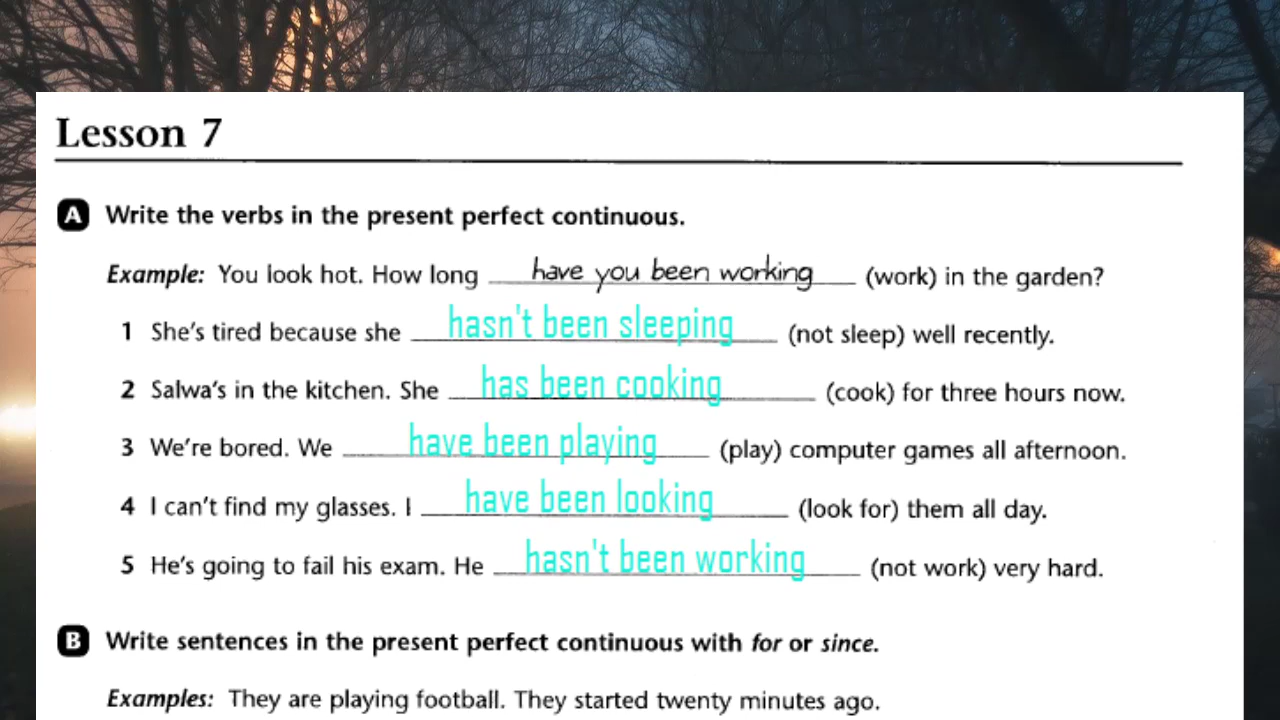 Lesson 7
A Write the verbs in the present perfect continuous.
Example: You look hot. How long have you been working (work) in the garden?
1 She's tired because she hasn't been sleeping (not sleep) well recently.
2 Salwa's in the kitchen. She has been cooking (cook) for three hours now.
3 We're bored. We have been playing (play) computer games all afternoon.
4 I can't find my glasses. I have been looking (look for) them all day.
5 He's going to fail his exam. He hasn't been working (not work) very hard.
B Write sentences in the present perfect continuous with for or since.
Examples: They are playing football. They started twenty minutes ago.